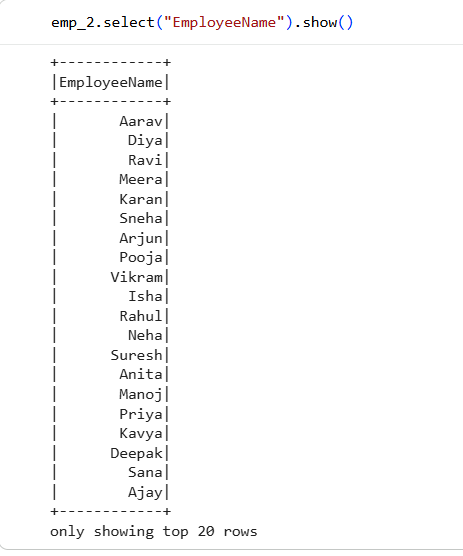 emp_2.select("EmployeeName").show()
+------------+
|EmployeeName|
+------------+
|       Aarav|
|        Diya|
|        Ravi|
|       Meera|
|       Karan|
|       Sneha|
|       Arjun|
|       Pooja|
|      Vikram|
|        Isha|
|       Rahul|
|        Neha|
|      Suresh|
|       Anita|
|       Manoj|
|       Priya|
|       Kavya|
|      Deepak|
|        Sana|
|        Ajay|
+------------+
only showing top 20 rows